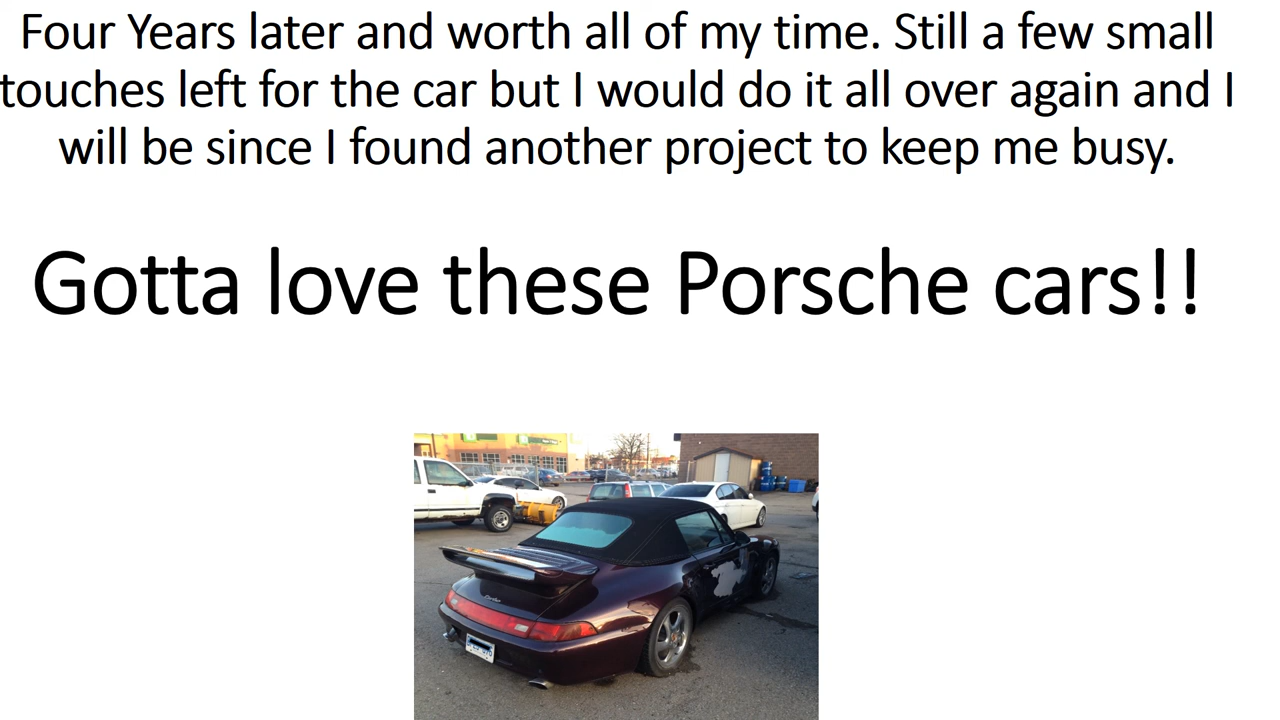 Four Years later and worth all of my time. Still a few small
touches left for the car but I would do it all over again and I
will be since I found another project to keep me busy.
Gotta love these Porsche cars!!